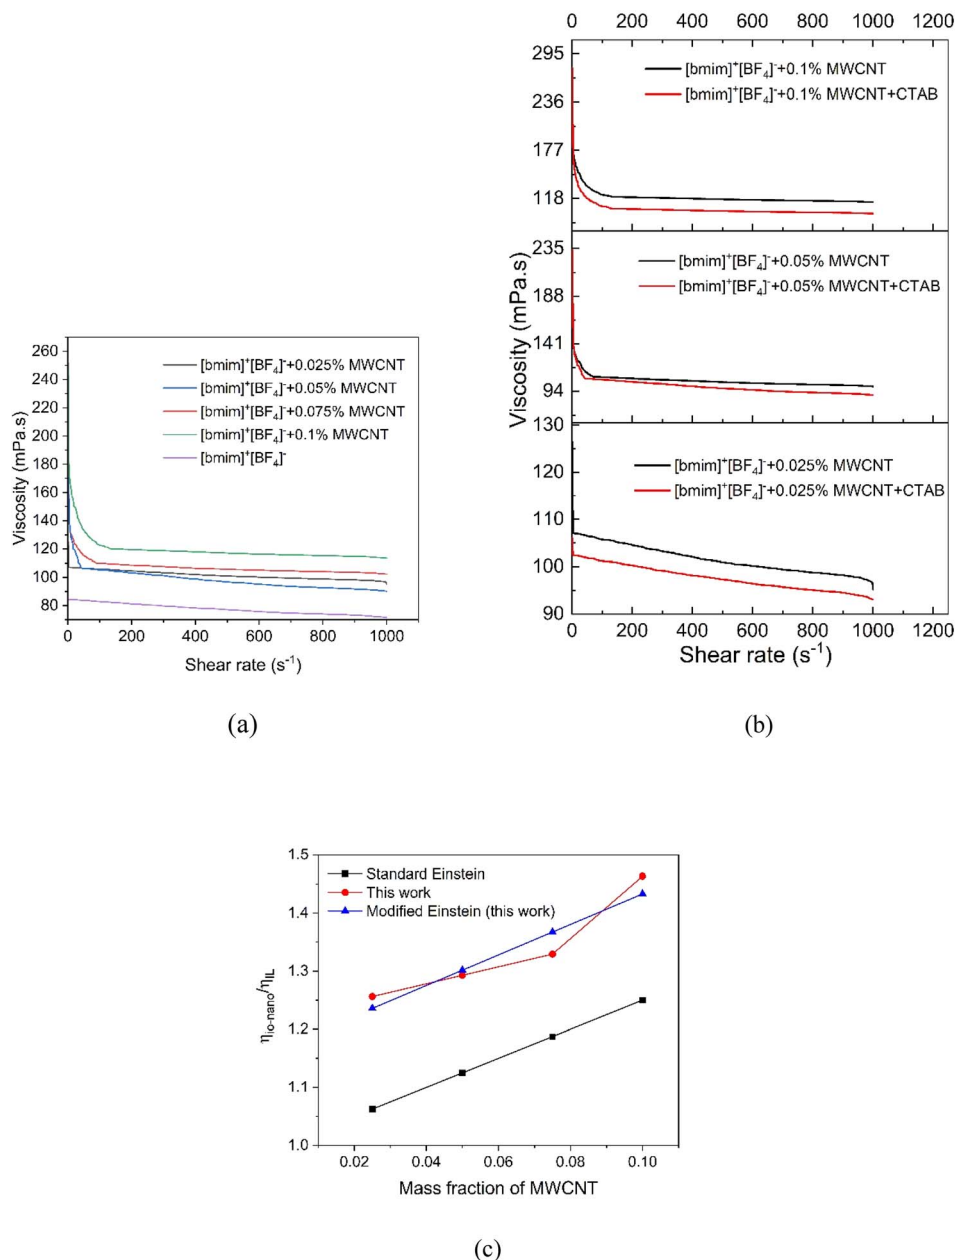 0 200 400 600 800 1000 1200
295
236
177
118
[bmim]⁺[BF₄]⁻+0.1% MWCNT
[bmim]⁺[BF₄]⁻+0.1% MWCNT+CTAB
235
188
141
94
[bmim]⁺[BF₄]⁻+0.05% MWCNT
[bmim]⁺[BF₄]⁻+0.05% MWCNT+CTAB
130
120
110
100
90
[bmim]⁺[BF₄]⁻+0.025% MWCNT
[bmim]⁺[BF₄]⁻+0.025% MWCNT+CTAB
Viscosity (mPa.s)
0 200 400 600 800 1000 1200
Shear rate (s⁻¹)
260
240
220
200
180
160
140
120
100
80
Viscosity (mPa.s)
[bmim]⁺[BF₄]⁻+0.025% MWCNT
[bmim]⁺[BF₄]⁻+0.05% MWCNT
[bmim]⁺[BF₄]⁻+0.075% MWCNT
[bmim]⁺[BF₄]⁻+0.1% MWCNT
[bmim]⁺[BF₄]⁻
0 200 400 600 800 1000
Shear rate (s⁻¹)
(a)
(b)
1.5
1.4
1.3
1.2
1.1
1.0
η_io-nano/η_IL
Standard Einstein
This work
Modified Einstein (this work)
0.02 0.04 0.06 0.08 0.10
Mass fraction of MWCNT
(c)